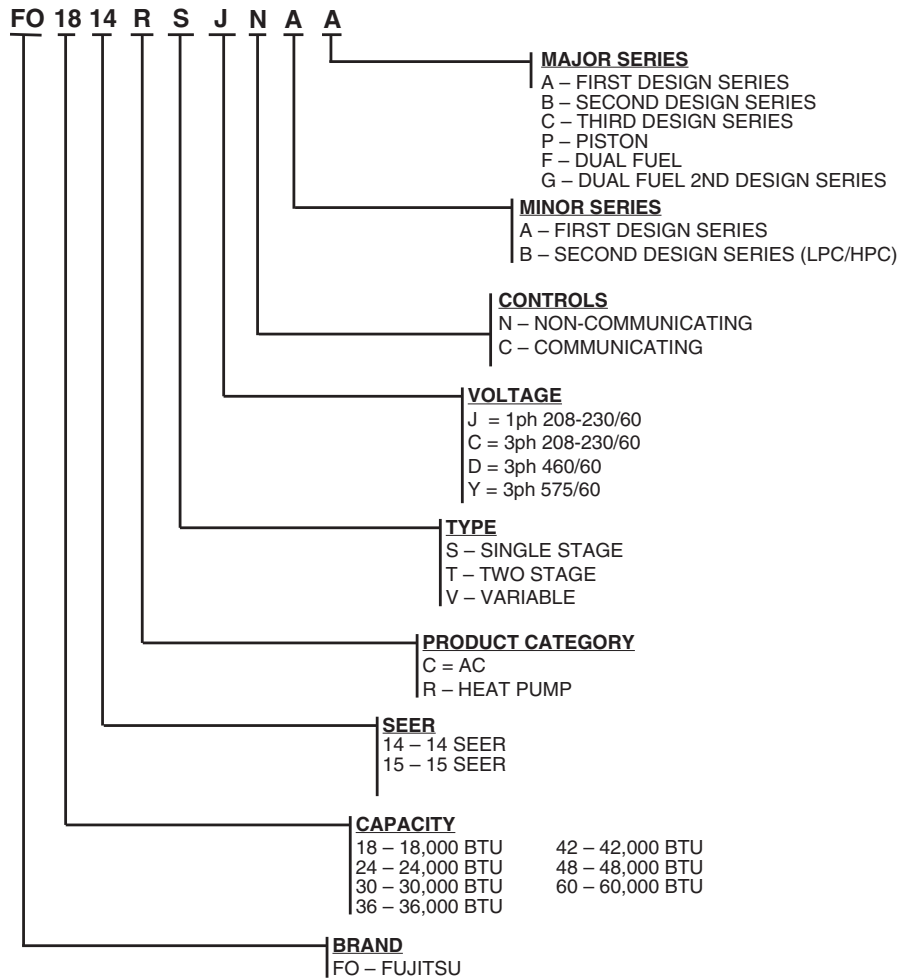 FO 18 14 R S J N A A
MAJOR SERIES
A – FIRST DESIGN SERIES
B – SECOND DESIGN SERIES
C – THIRD DESIGN SERIES
P – PISTON
F – DUAL FUEL
G – DUAL FUEL 2ND DESIGN SERIES
MINOR SERIES
A – FIRST DESIGN SERIES
B – SECOND DESIGN SERIES (LPC/HPC)
CONTROLS
N – NON-COMMUNICATING
C – COMMUNICATING
VOLTAGE
J = 1ph 208-230/60
C = 3ph 208-230/60
D = 3ph 460/60
Y = 3ph 575/60
TYPE
S – SINGLE STAGE
T – TWO STAGE
V – VARIABLE
PRODUCT CATEGORY
C = AC
R – HEAT PUMP
SEER
14 – 14 SEER
15 – 15 SEER
CAPACITY
18 – 18,000 BTU 42 – 42,000 BTU
24 – 24,000 BTU 48 – 48,000 BTU
30 – 30,000 BTU 60 – 60,000 BTU
36 – 36,000 BTU
BRAND
FO – FUJITSU